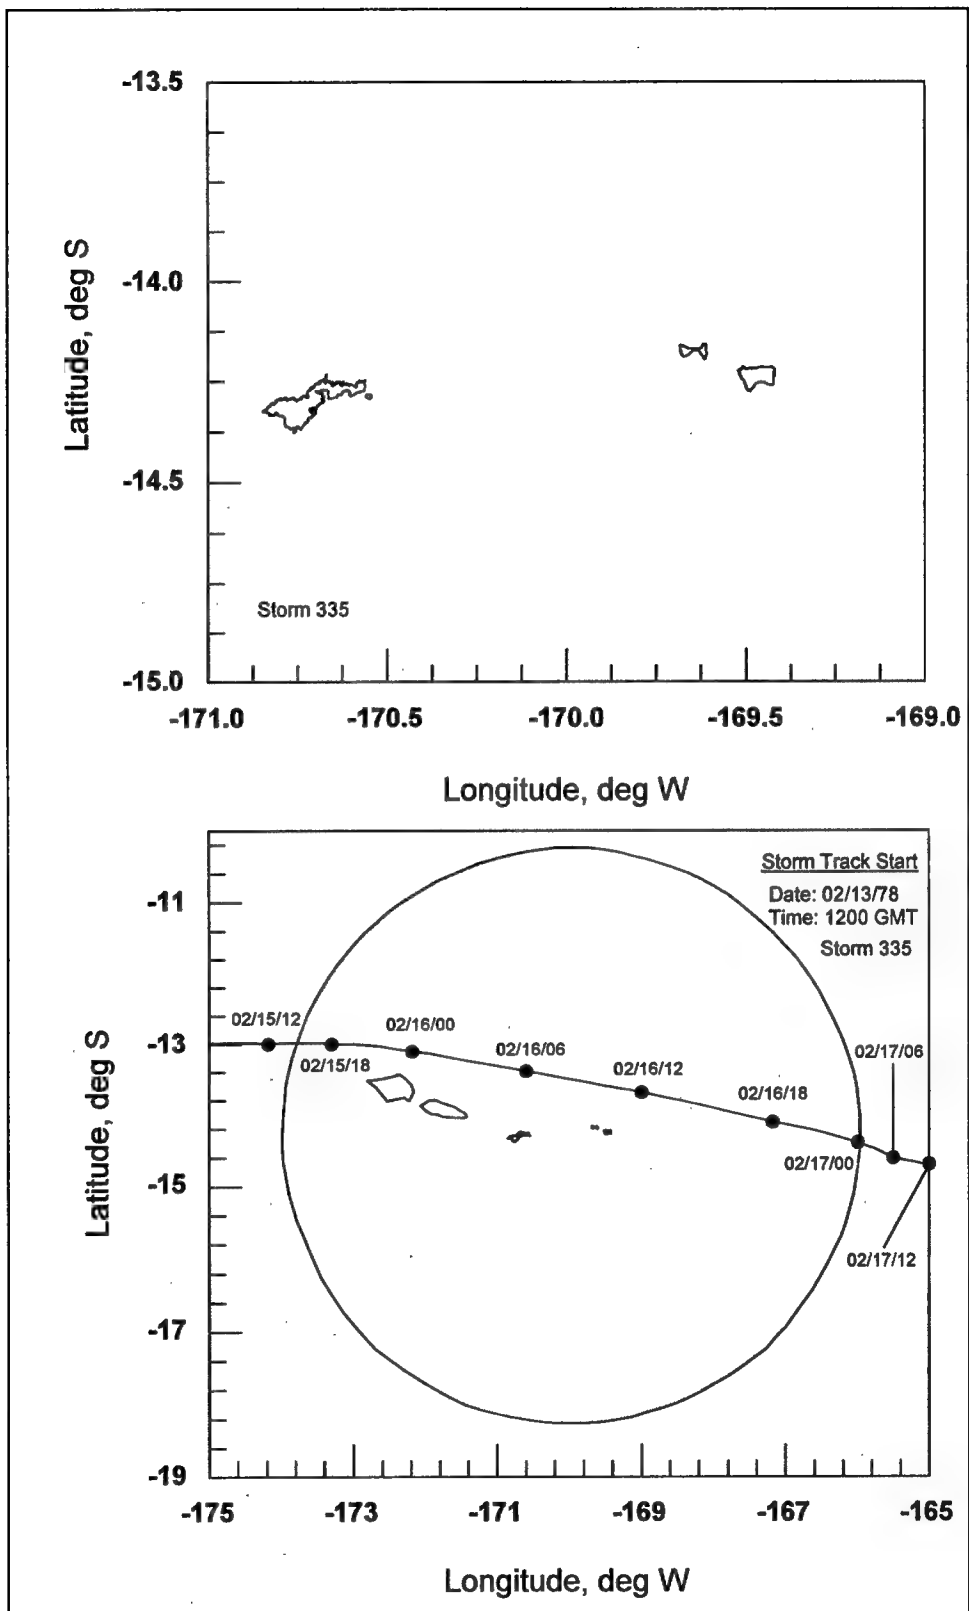 -13.5
-14.0
-14.5
-15.0
Latitude, deg S
Storm 335
-171.0 -170.5 -170.0 -169.5 -169.0
Longitude, deg W
Storm Track Start
Date: 02/13/78
Time: 1200 GMT
Storm 335
-11
-13
-15
-17
-19
Latitude, deg S
02/15/12
02/15/18
02/16/00
02/16/06
02/16/12
02/16/18
02/17/00
02/17/06
02/17/12
-175 -173 -171 -169 -167 -165
Longitude, deg W